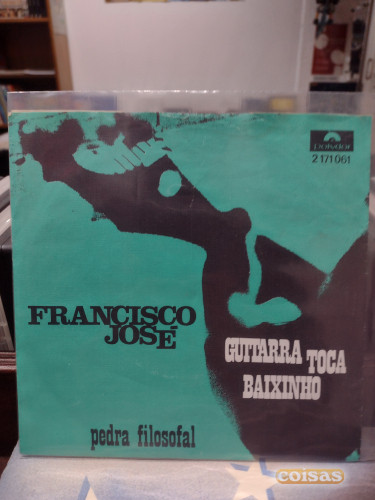 polydor
2 171 061
FRANCISCO
JOSÉ
GUITARRA TOCA
BAIXINHO
pedra filosofal
coisas